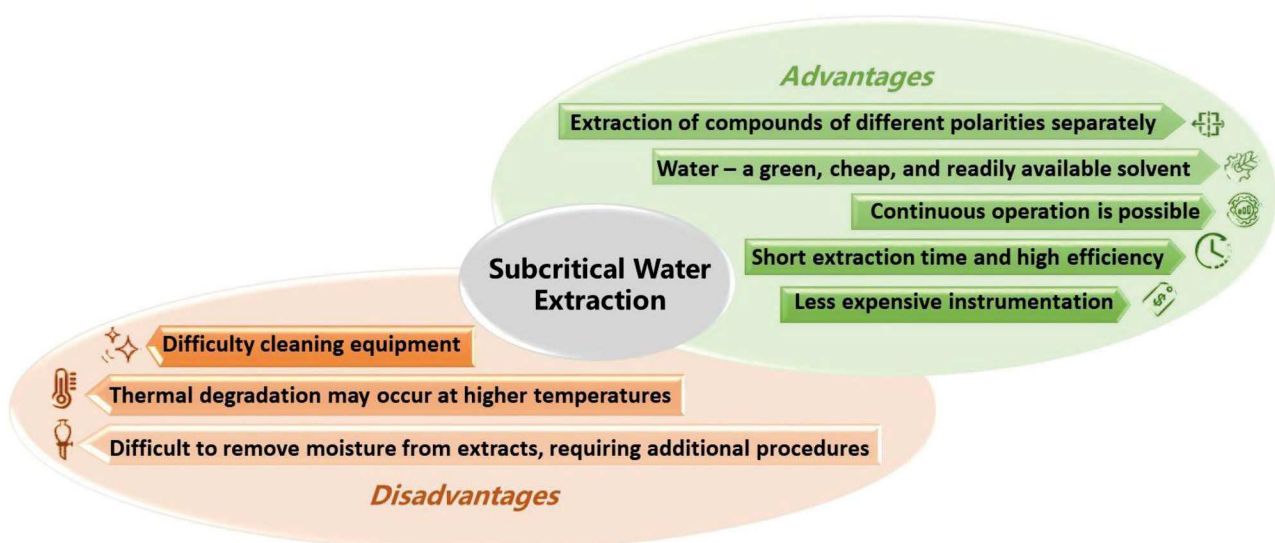 Advantages
Extraction of compounds of different polarities separately
Water – a green, cheap, and readily available solvent
Continuous operation is possible
Short extraction time and high efficiency
Less expensive instrumentation
Subcritical Water
Extraction
Difficulty cleaning equipment
Thermal degradation may occur at higher temperatures
Difficult to remove moisture from extracts, requiring additional procedures
Disadvantages